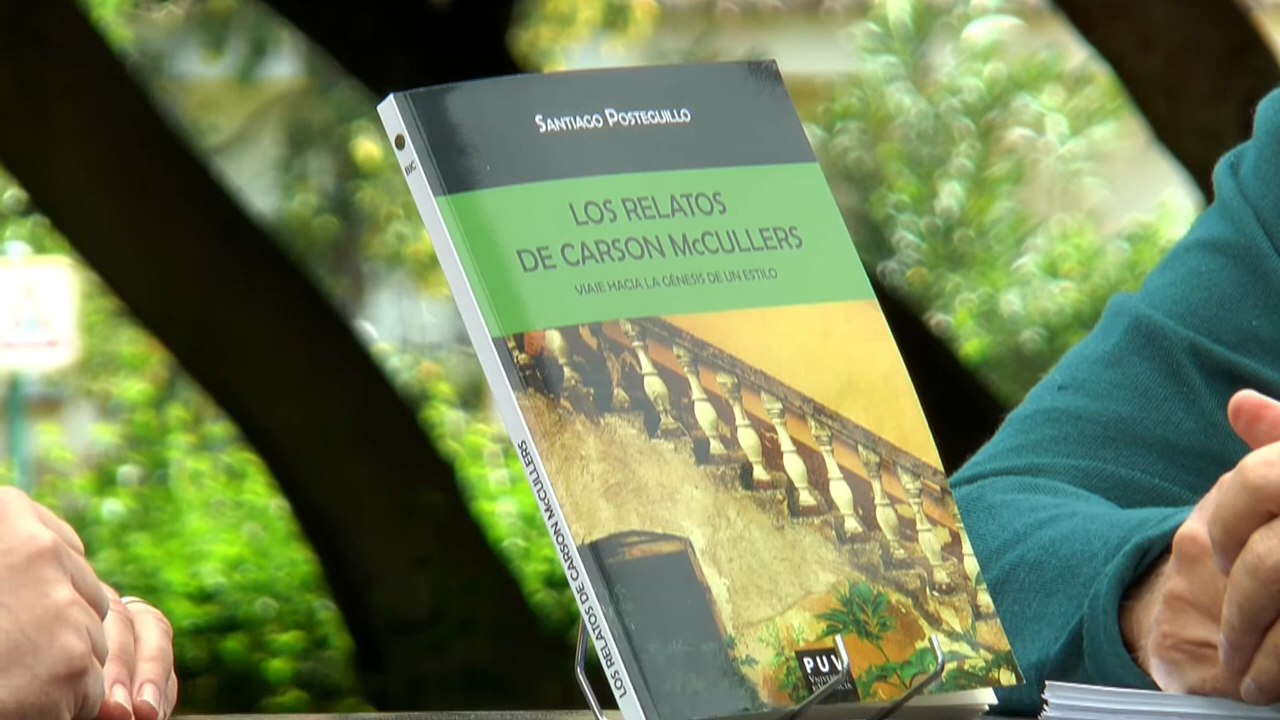 SANTIAGO POSTEGUILLO
LOS RELATOS
DE CARSON McCULLERS
VIAJE HACIA LA GÉNESIS DE UN ESTILO
LOS RELATOS DE CARSON McCULLERS
PUV